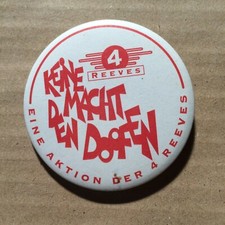 4
REEVES
KEINE
MACHT
DEN DOOFEN
EINE AKTION DER 4 REEVES